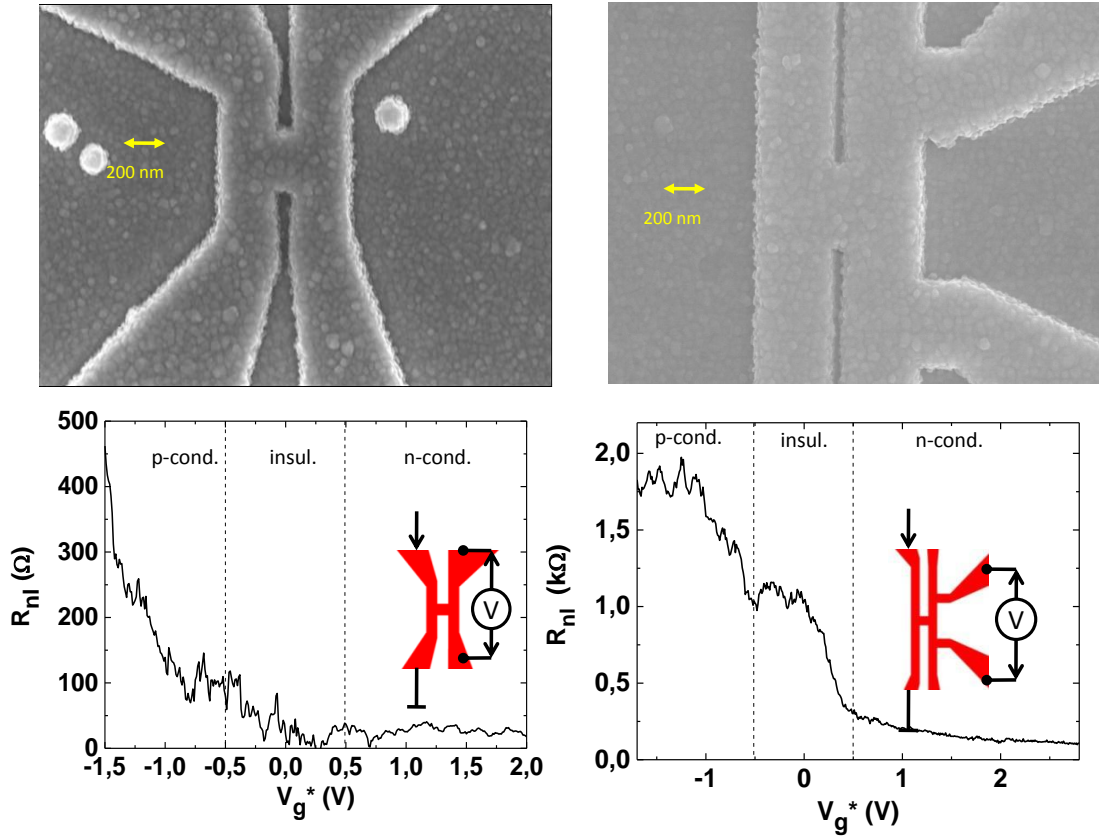 200 nm
200 nm
500
400
300
200
100
0
R_nl (Ω)
p-cond.
insul.
n-cond.
V
-1,5
-1,0
-0,5
0,0
0,5
1,0
1,5
2,0
V_g* (V)
2,0
1,5
1,0
0,5
0,0
R_nl (kΩ)
p-cond.
insul.
n-cond.
V
-1
0
1
2
V_g* (V)